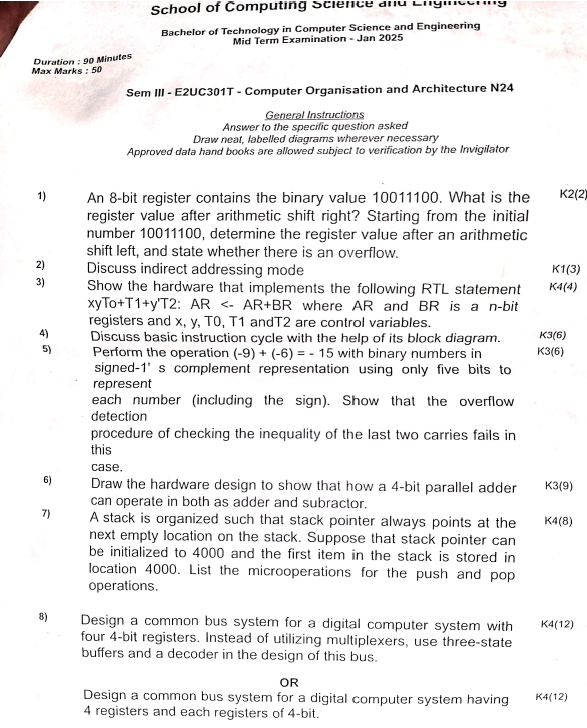 School of Computing Science and Engineering
Bachelor of Technology in Computer Science and Engineering
Mid Term Examination - Jan 2025
Duration : 90 Minutes
Max Marks : 50
Sem III - E2UC301T - Computer Organisation and Architecture N24
General Instructions
Answer to the specific question asked
Draw neat, labelled diagrams wherever necessary
Approved data hand books are allowed subject to verification by the Invigilator
1) An 8-bit register contains the binary value 10011100. What is the K2(2)
register value after arithmetic shift right? Starting from the initial
number 10011100, determine the register value after an arithmetic
shift left, and state whether there is an overflow.
2) Discuss indirect addressing mode K1(3)
3) Show the hardware that implements the following RTL statement K4(4)
xyTo+T1+y'T2: AR <- AR+BR where AR and BR is a n-bit
registers and x, y, T0, T1 andT2 are control variables.
4) Discuss basic instruction cycle with the help of its block diagram. K3(6)
5) Perform the operation (-9) + (-6) = - 15 with binary numbers in K3(6)
signed-1' s complement representation using only five bits to
represent
each number (including the sign). Show that the overflow
detection
procedure of checking the inequality of the last two carries fails in
this
case.
6) Draw the hardware design to show that how a 4-bit parallel adder K3(9)
can operate in both as adder and subractor.
7) A stack is organized such that stack pointer always points at the K4(8)
next empty location on the stack. Suppose that stack pointer can
be initialized to 4000 and the first item in the stack is stored in
location 4000. List the microoperations for the push and pop
operations.
8) Design a common bus system for a digital computer system with K4(12)
four 4-bit registers. Instead of utilizing multiplexers, use three-state
buffers and a decoder in the design of this bus.
OR
Design a common bus system for a digital computer system having K4(12)
4 registers and each registers of 4-bit.